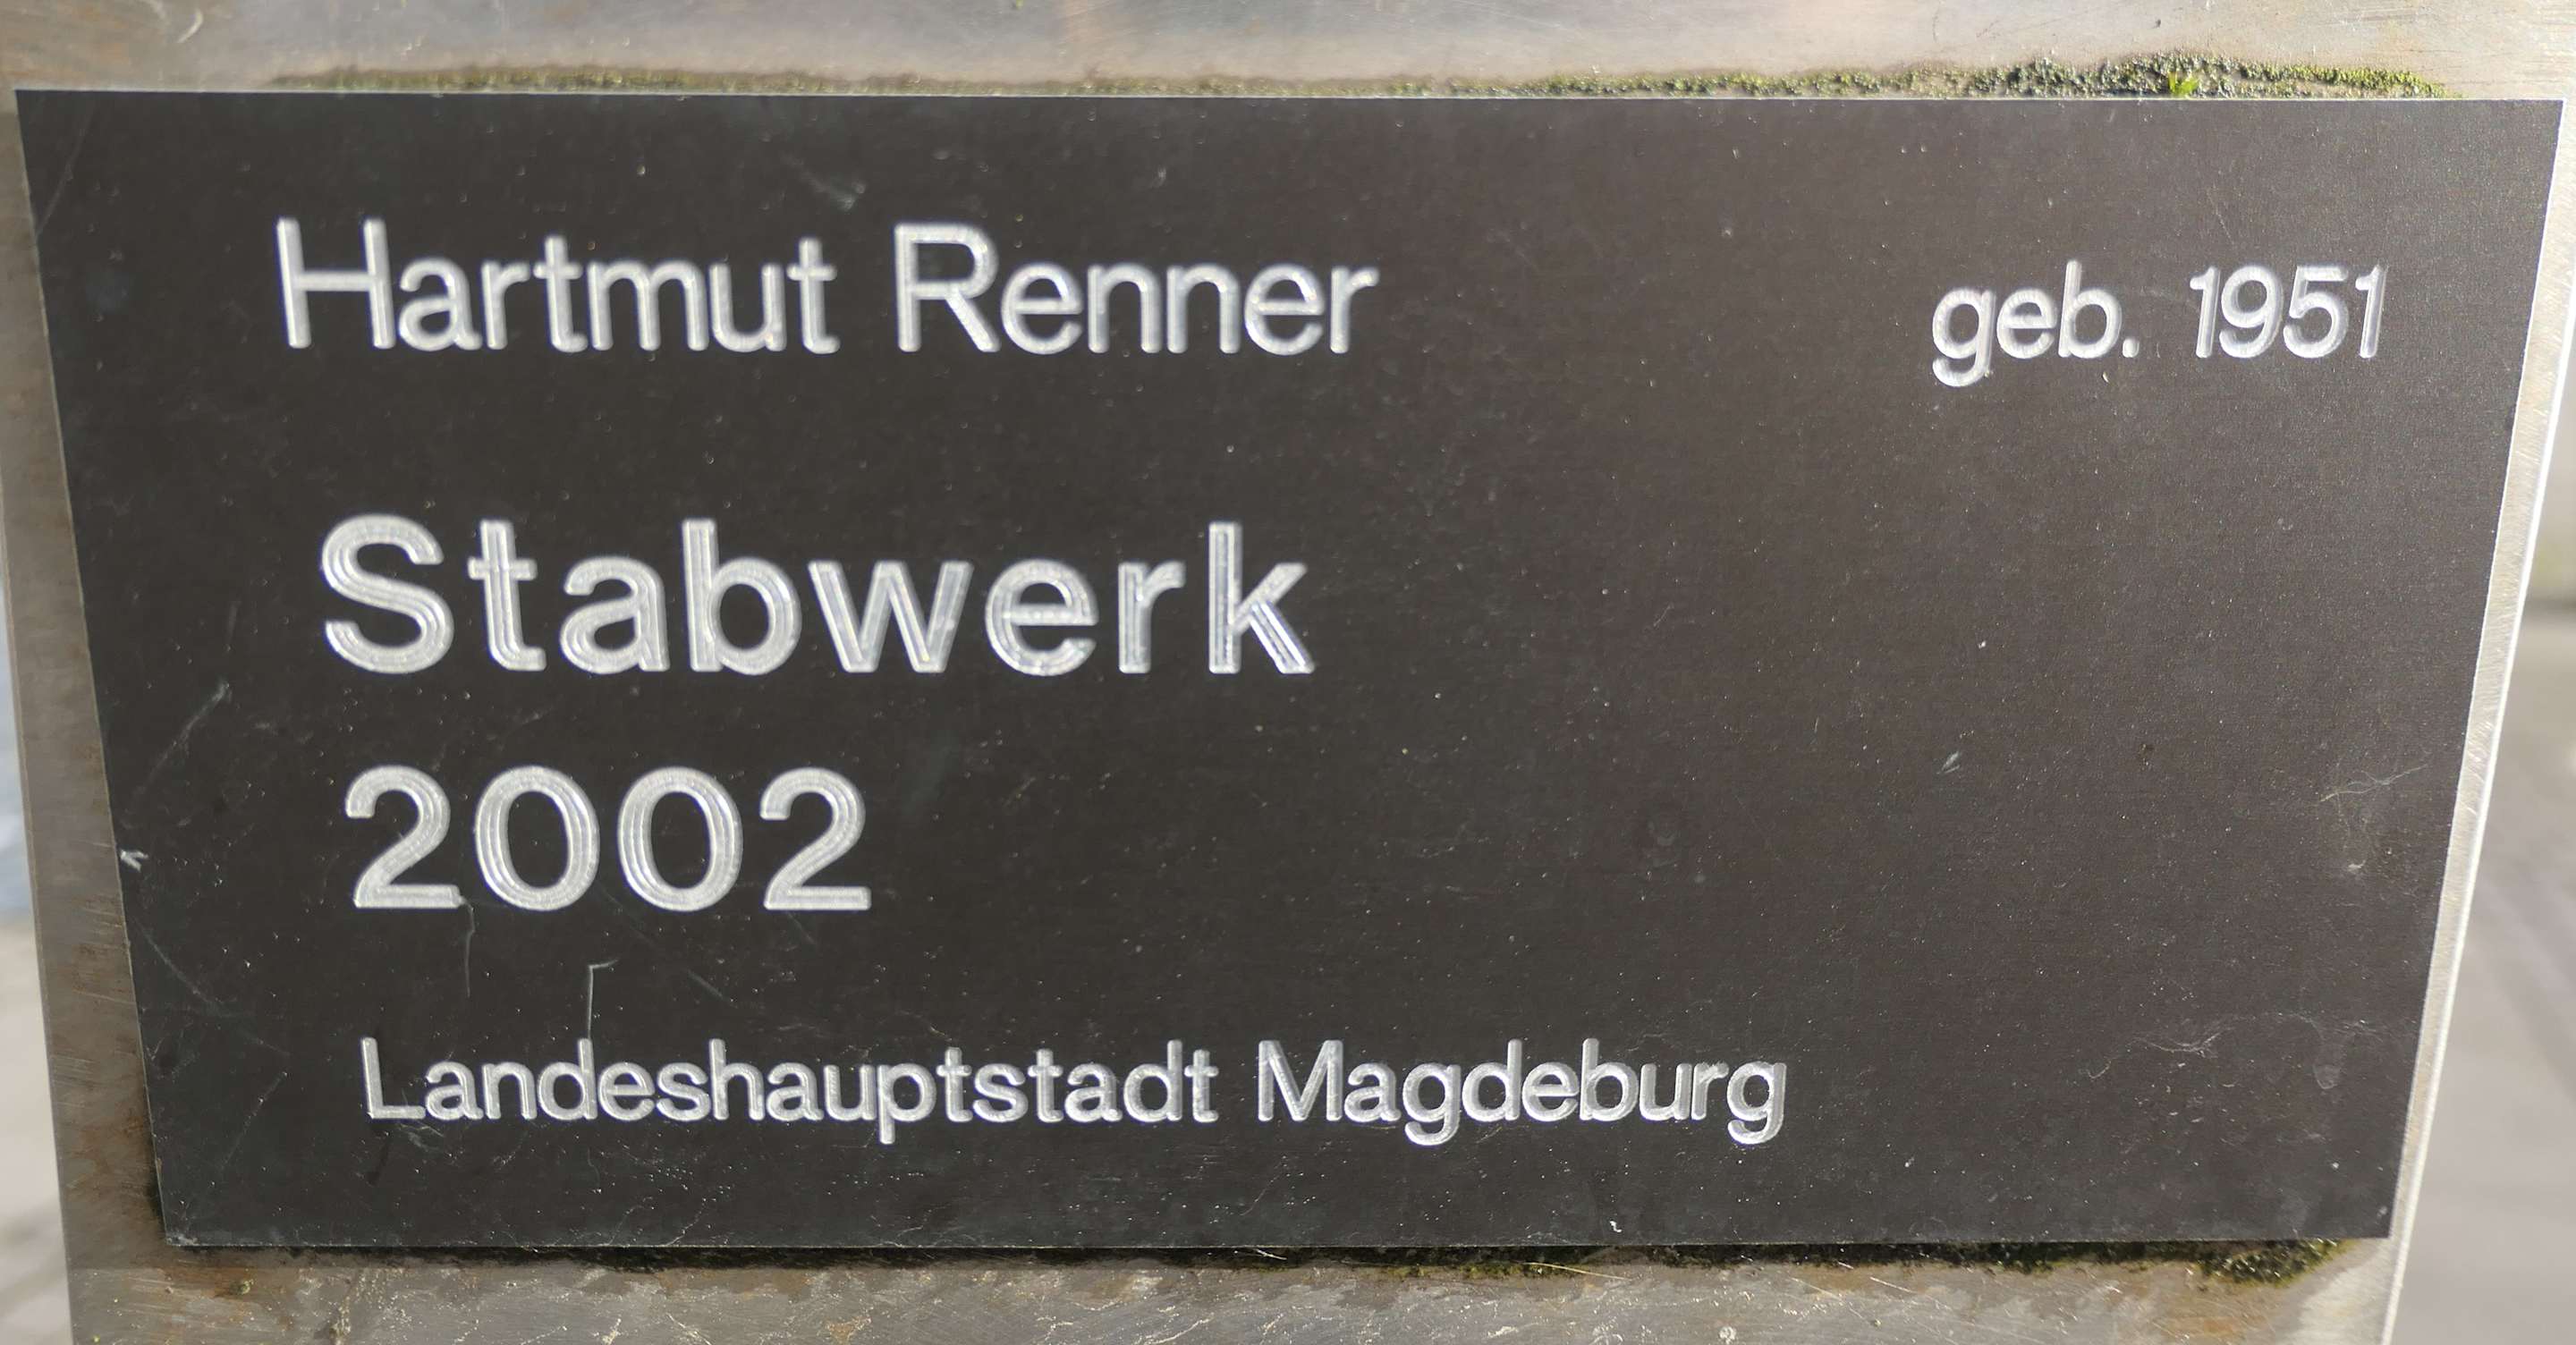 Hartmut Renner geb. 1951
Stabwerk
2002
Landeshauptstadt Magdeburg